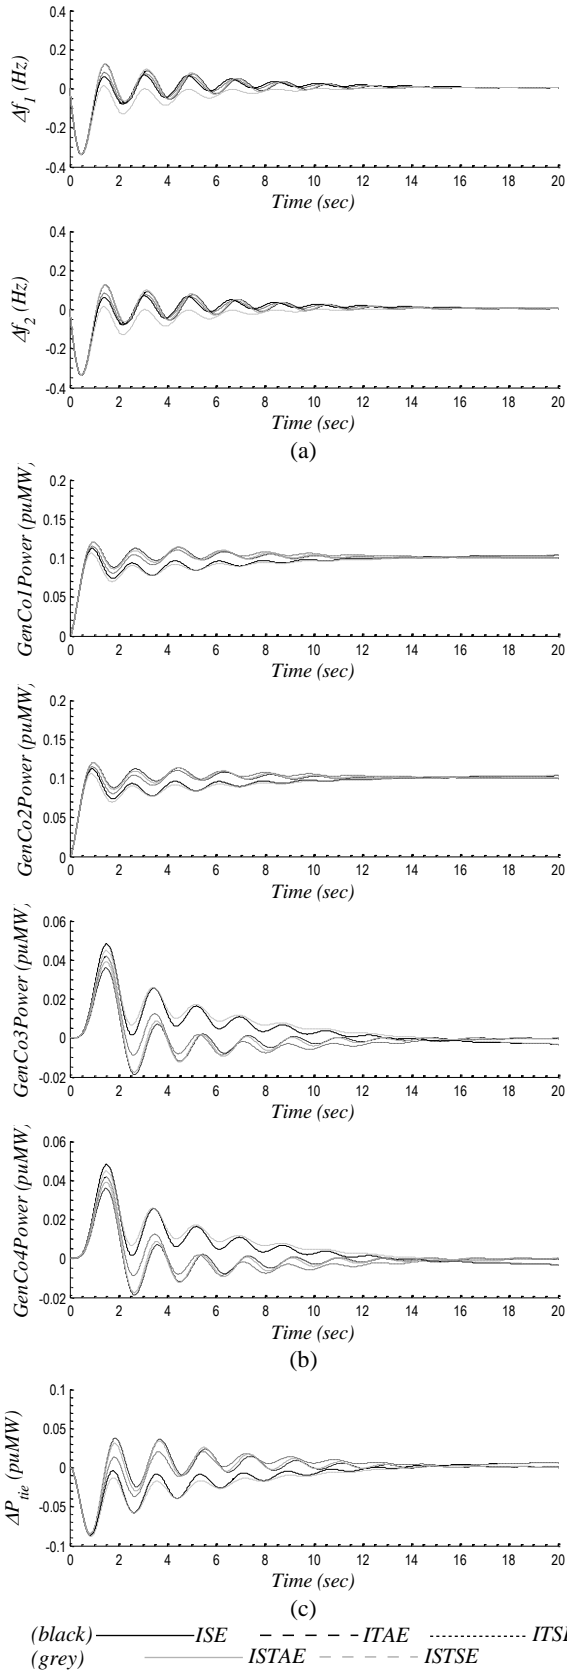 0.4
0.2
0
-0.2
-0.4
Δf1 (Hz)
0 2 4 6 8 10 12 14 16 18 20
Time (sec)
0.4
0.2
0
-0.2
-0.4
Δf2 (Hz)
0 2 4 6 8 10 12 14 16 18 20
Time (sec)
(a)
0.2
0.15
0.1
0.05
0
GenCo1Power (puMW)
0 2 4 6 8 10 12 14 16 18 20
Time (sec)
0.2
0.15
0.1
0.05
0
GenCo2Power (puMW)
0 2 4 6 8 10 12 14 16 18 20
Time (sec)
0.06
0.04
0.02
0
-0.02
GenCo3Power (puMW)
0 2 4 6 8 10 12 14 16 18 20
Time (sec)
0.06
0.04
0.02
0
-0.02
GenCo4Power (puMW)
0 2 4 6 8 10 12 14 16 18 20
Time (sec)
(b)
0.1
0.05
0
-0.05
-0.1
ΔPtie (puMW)
0 2 4 6 8 10 12 14 16 18 20
Time (sec)
(c)
(black) ISE ITAE
(grey) ISTAE ISTSE